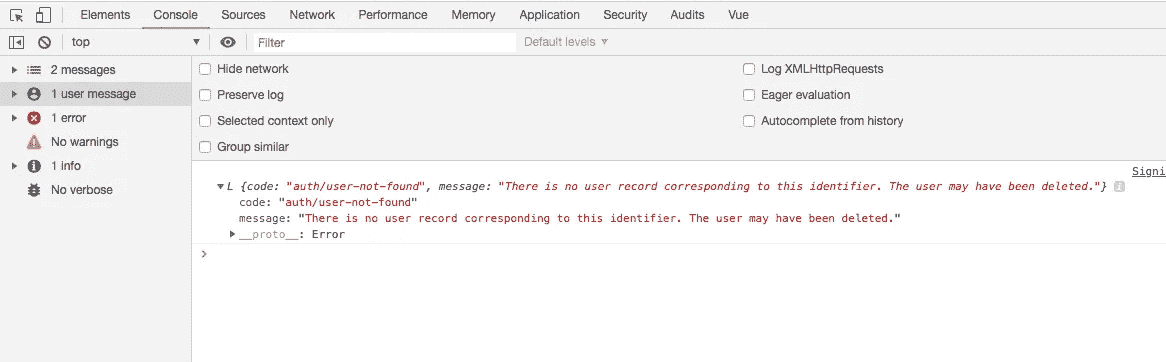 Elements Console Sources Network Performance Memory Application Security Audits Vue
top Filter Default levels
2 messages
1 user message
1 error
No warnings
1 info
No verbose
Hide network Log XMLHttpRequests
Preserve log Eager evaluation
Selected context only Autocomplete from history
Group similar
Signi
L {code: "auth/user-not-found", message: "There is no user record corresponding to this identifier. The user may have been deleted."} i
code: "auth/user-not-found"
message: "There is no user record corresponding to this identifier. The user may have been deleted."
__proto__: Error
>